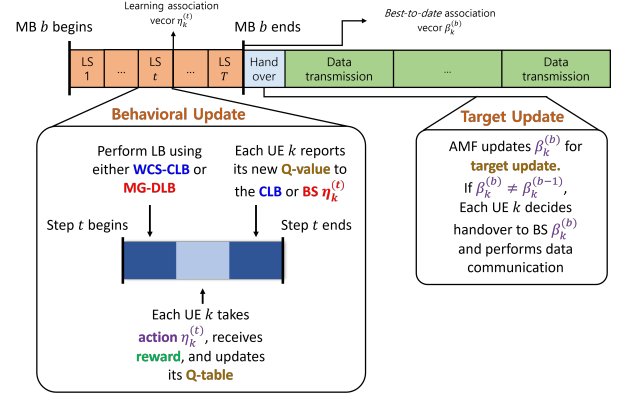 Learning association
vecor η_k^(t)
MB b begins
MB b ends
Best-to-date association
vecor β_k^(b)
LS
1
...
LS
t
...
LS
T
Hand
over
Data
transmission
...
Data
transmission
Behavioral Update
Perform LB using
either WCS-CLB or
MG-DLB
Each UE k reports
its new Q-value to
the CLB or BS η_k^(t)
Step t begins
Step t ends
Each UE k takes
action η_k^(t), receives
reward, and updates
its Q-table
Target Update
AMF updates β_k^(b) for
target update.
If β_k^(b) ≠ β_k^(b−1),
Each UE k decides
handover to BS β_k^(b)
and performs data
communication